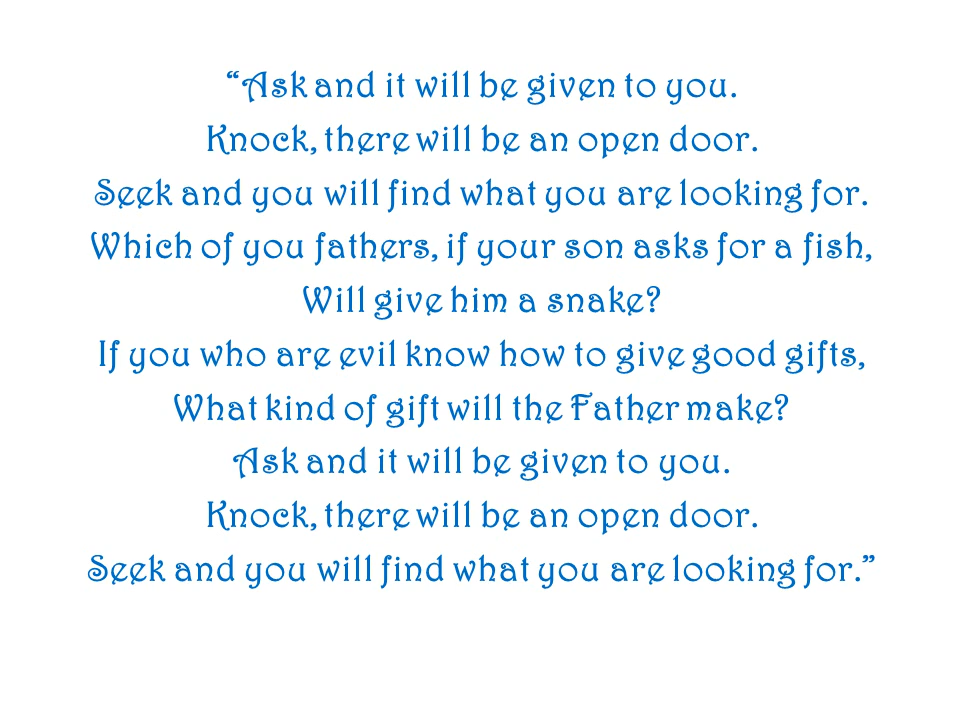 “Ask and it will be given to you.
Knock, there will be an open door.
Seek and you will find what you are looking for.
Which of you fathers, if your son asks for a fish,
Will give him a snake?
If you who are evil know how to give good gifts,
What kind of gift will the Father make?
Ask and it will be given to you.
Knock, there will be an open door.
Seek and you will find what you are looking for.”